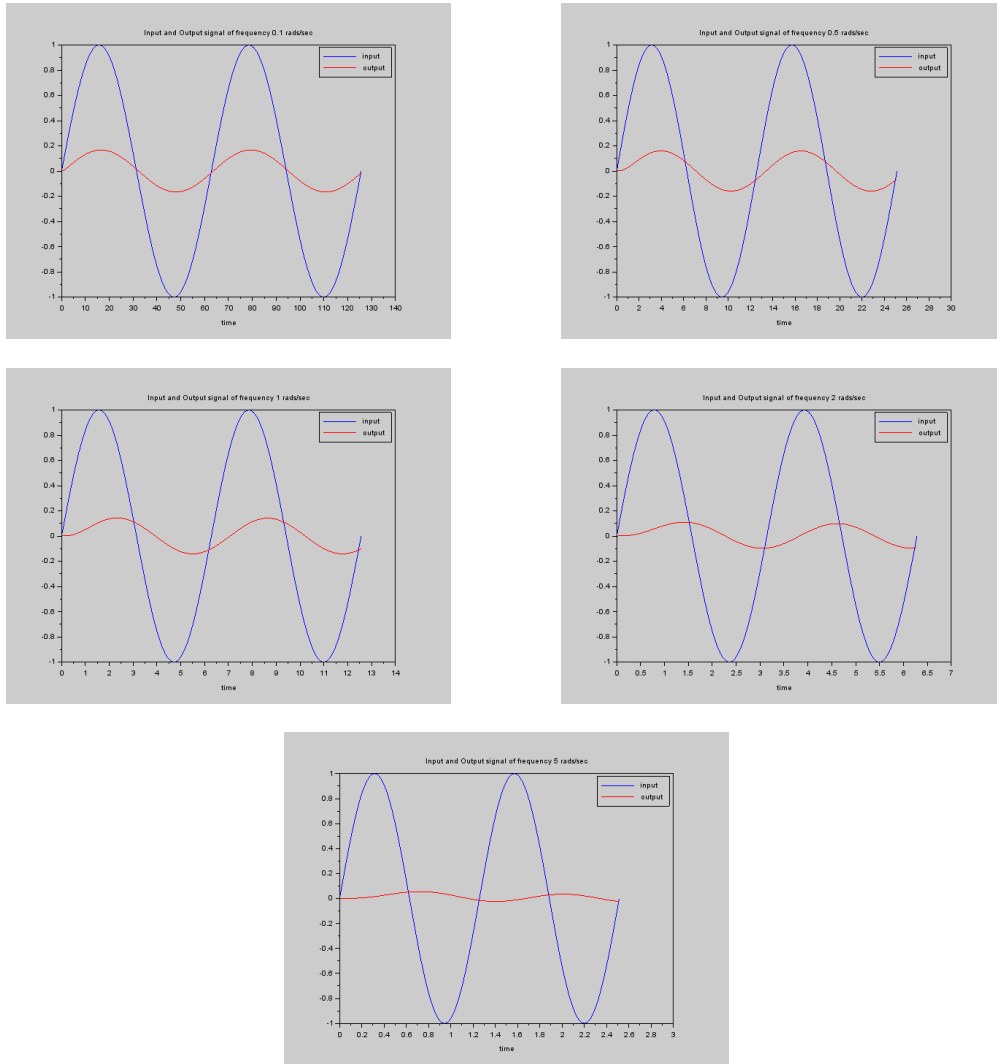 Input and Output signal of frequency 0.1 rads/sec
input
output
1
0.8
0.6
0.4
0.2
0
-0.2
-0.4
-0.6
-0.8
-1
0 10 20 30 40 50 60 70 80 90 100 110 120 130 140
time
Input and Output signal of frequency 0.5 rads/sec
input
output
1
0.8
0.6
0.4
0.2
0
-0.2
-0.4
-0.6
-0.8
-1
0 2 4 6 8 10 12 14 16 18 20 22 24 26 28 30
time
Input and Output signal of frequency 1 rads/sec
input
output
1
0.8
0.6
0.4
0.2
0
-0.2
-0.4
-0.6
-0.8
-1
0 1 2 3 4 5 6 7 8 9 10 11 12 13 14
time
Input and Output signal of frequency 2 rads/sec
input
output
1
0.8
0.6
0.4
0.2
0
-0.2
-0.4
-0.6
-0.8
-1
0 0.5 1 1.5 2 2.5 3 3.5 4 4.5 5 5.5 6 6.5 7
time
Input and Output signal of frequency 5 rads/sec
input
output
1
0.8
0.6
0.4
0.2
0
-0.2
-0.4
-0.6
-0.8
-1
0 0.2 0.4 0.6 0.8 1 1.2 1.4 1.6 1.8 2 2.2 2.4 2.6 2.8 3
time